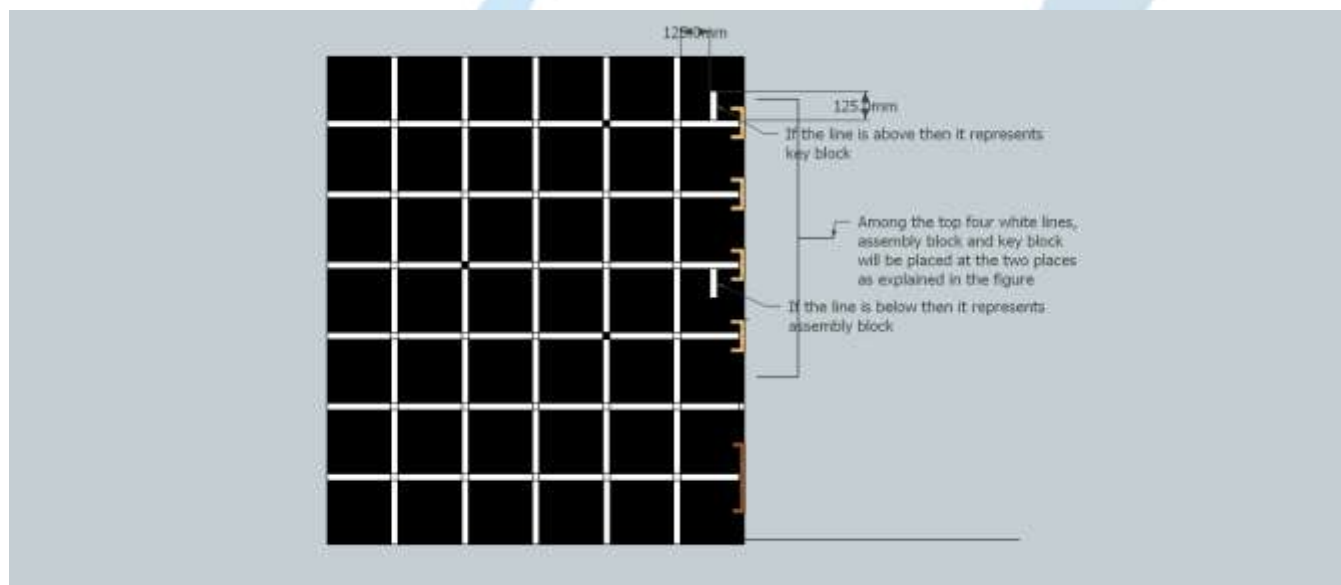 125.0mm
125.0mm
If the line is above then it represents
key block
Among the top four white lines,
assembly block and key block
will be placed at the two places
as explained in the figure
If the line is below then it represents
assembly block